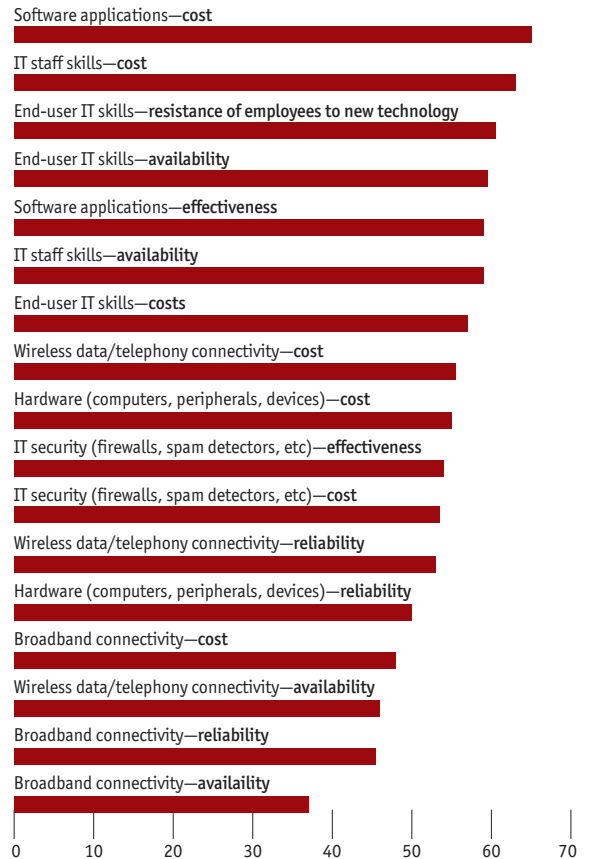 Software applications—cost
IT staff skills—cost
End-user IT skills—resistance of employees to new technology
End-user IT skills—availability
Software applications—effectiveness
IT staff skills—availability
End-user IT skills—costs
Wireless data/telephony connectivity—cost
Hardware (computers, peripherals, devices)—cost
IT security (firewalls, spam detectors, etc)—effectiveness
IT security (firewalls, spam detectors, etc)—cost
Wireless data/telephony connectivity—reliability
Hardware (computers, peripherals, devices)—reliability
Broadband connectivity—cost
Wireless data/telephony connectivity—availability
Broadband connectivity—reliability
Broadband connectivity—availaility
0 10 20 30 40 50 60 70